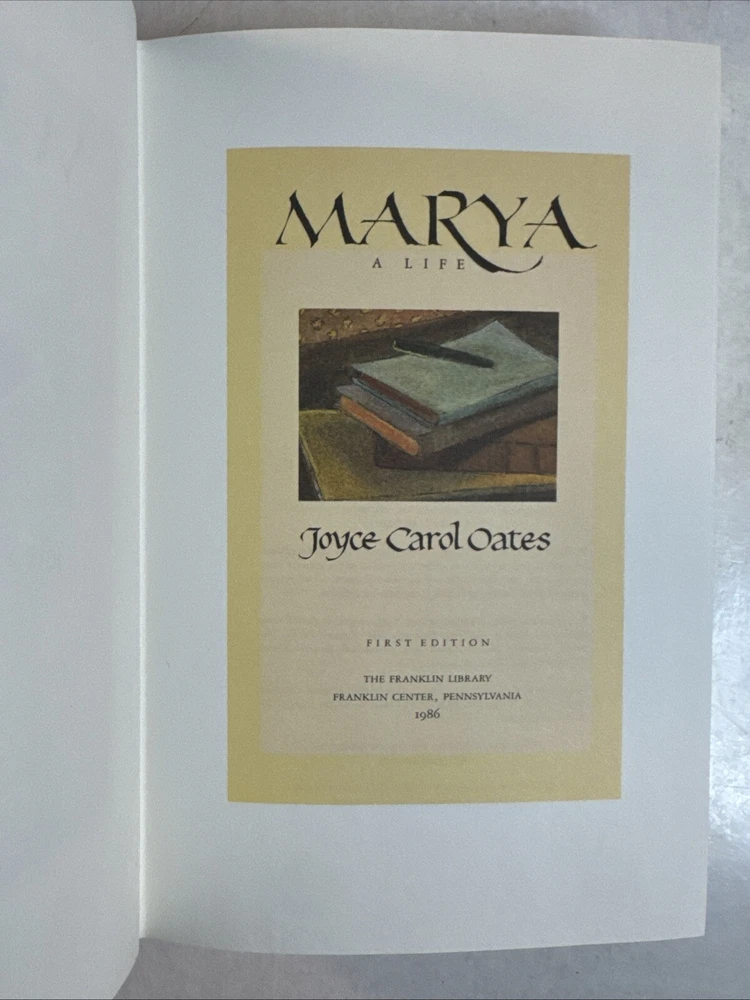 MARYA
A LIFE
Joyce Carol Oates
FIRST EDITION
THE FRANKLIN LIBRARY
FRANKLIN CENTER, PENNSYLVANIA
1986